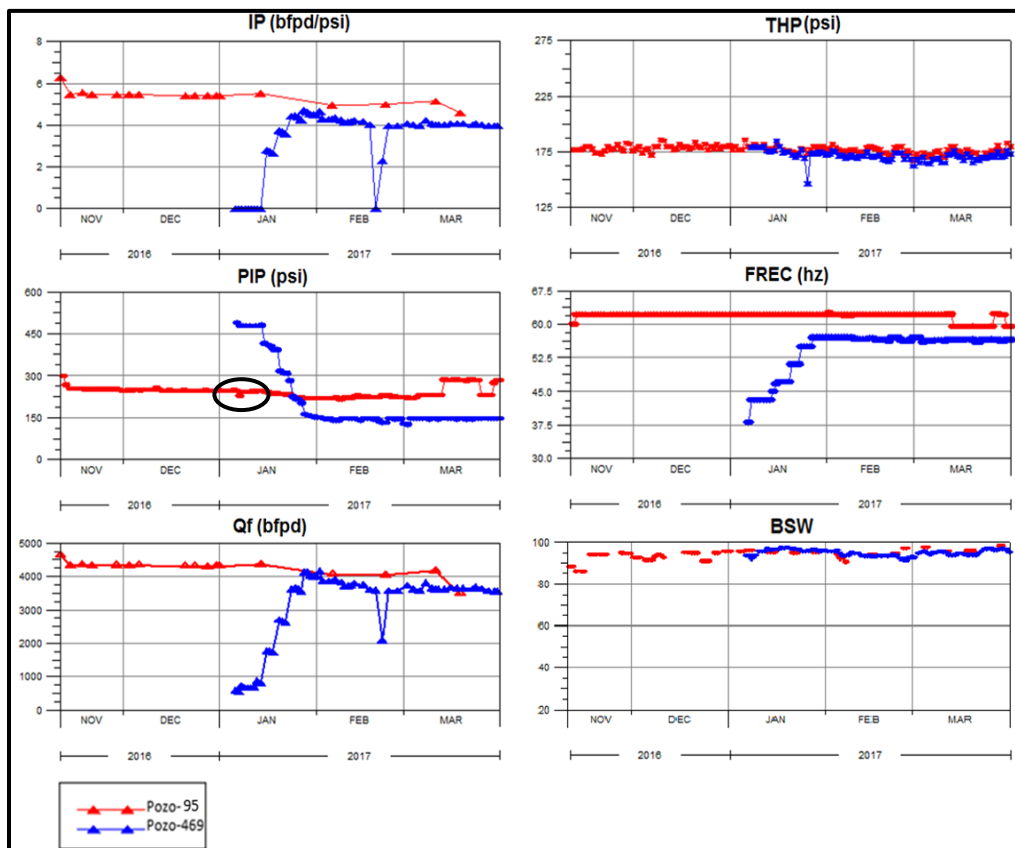 IP (bfpd/psi)
8
6
4
2
0
NOV DEC JAN FEB MAR
2016 2017
THP (psi)
275
225
175
125
NOV DEC JAN FEB MAR
2016 2017
PIP (psi)
600
450
300
150
0
NOV DEC JAN FEB MAR
2016 2017
FREC (hz)
67.5
60.0
52.5
45.0
37.5
30.0
NOV DEC JAN FEB MAR
2016 2017
Qf (bfpd)
5000
4000
3000
2000
1000
0
NOV DEC JAN FEB MAR
2016 2017
BSW
100
80
60
40
20
NOV DEC JAN FEB MAR
2016 2017
Pozo-95
Pozo-469